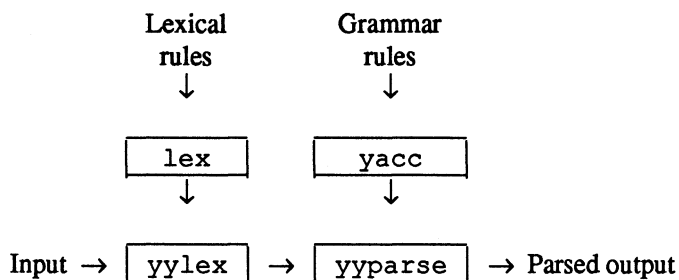 Lexical Grammar
rules rules
↓ ↓
lex yacc
↓ ↓
Input → yylex → yyparse → Parsed output